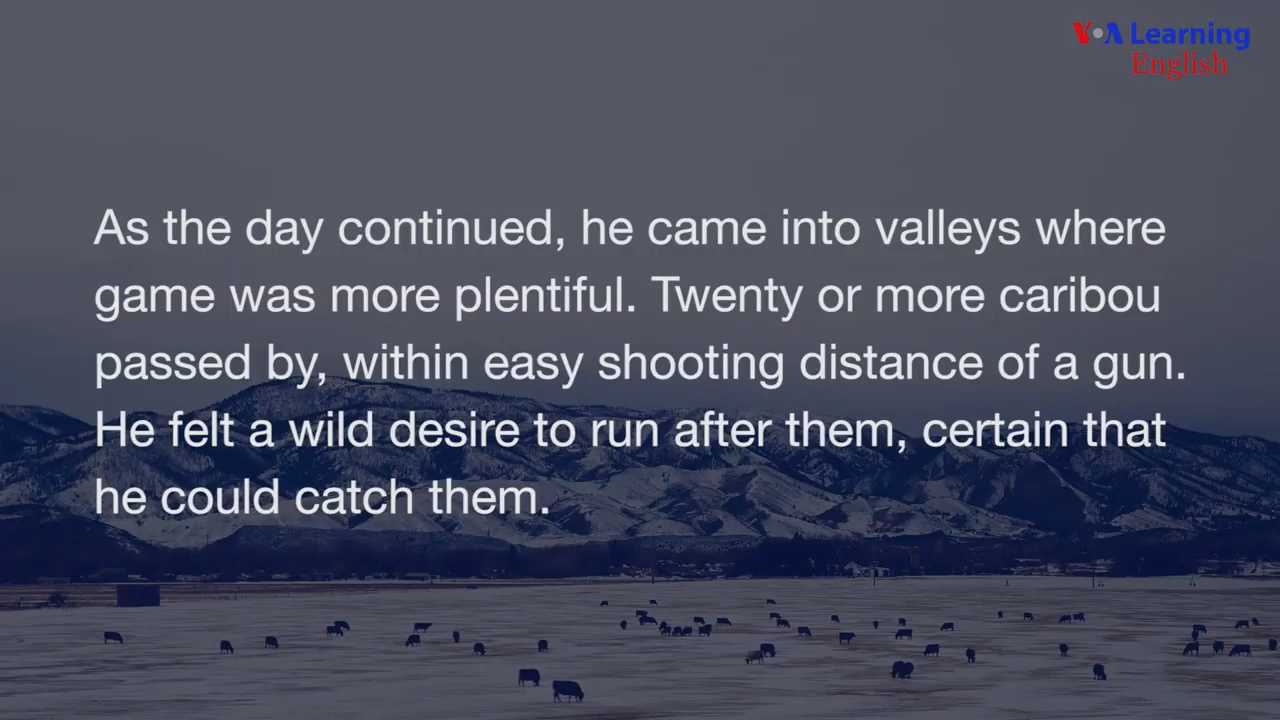 VOA Learning
English
As the day continued, he came into valleys where
game was more plentiful. Twenty or more caribou
passed by, within easy shooting distance of a gun.
He felt a wild desire to run after them, certain that
he could catch them.